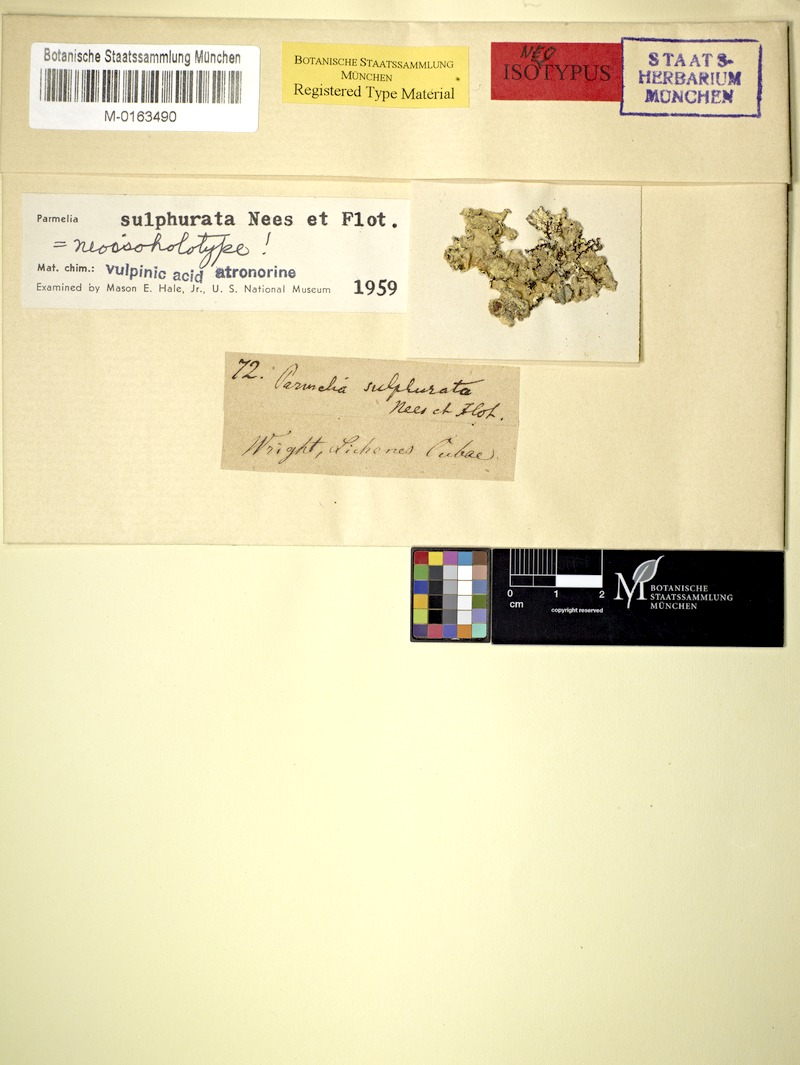 Botanische Staatssammlung München
M-0163490
BOTANISCHE STAATSSAMMLUNG
MÜNCHEN
Registered Type Material
NEO
ISOTYPUS
STAATS-
HERBARIUM
MÜNCHEN
Parmelia sulphurata Nees et Flot.
= neoisoholotype !
Mat. chim.: vulpinic acid atronorine
Examined by Mason E. Hale, Jr., U. S. National Museum 1959
72. Parmelia sulphurata
Nees et Flot.
Wright, Lichenes Cubae.
0 1 2
cm
copyright reserved
M BOTANISCHE
STAATSSAMMLUNG
MÜNCHEN